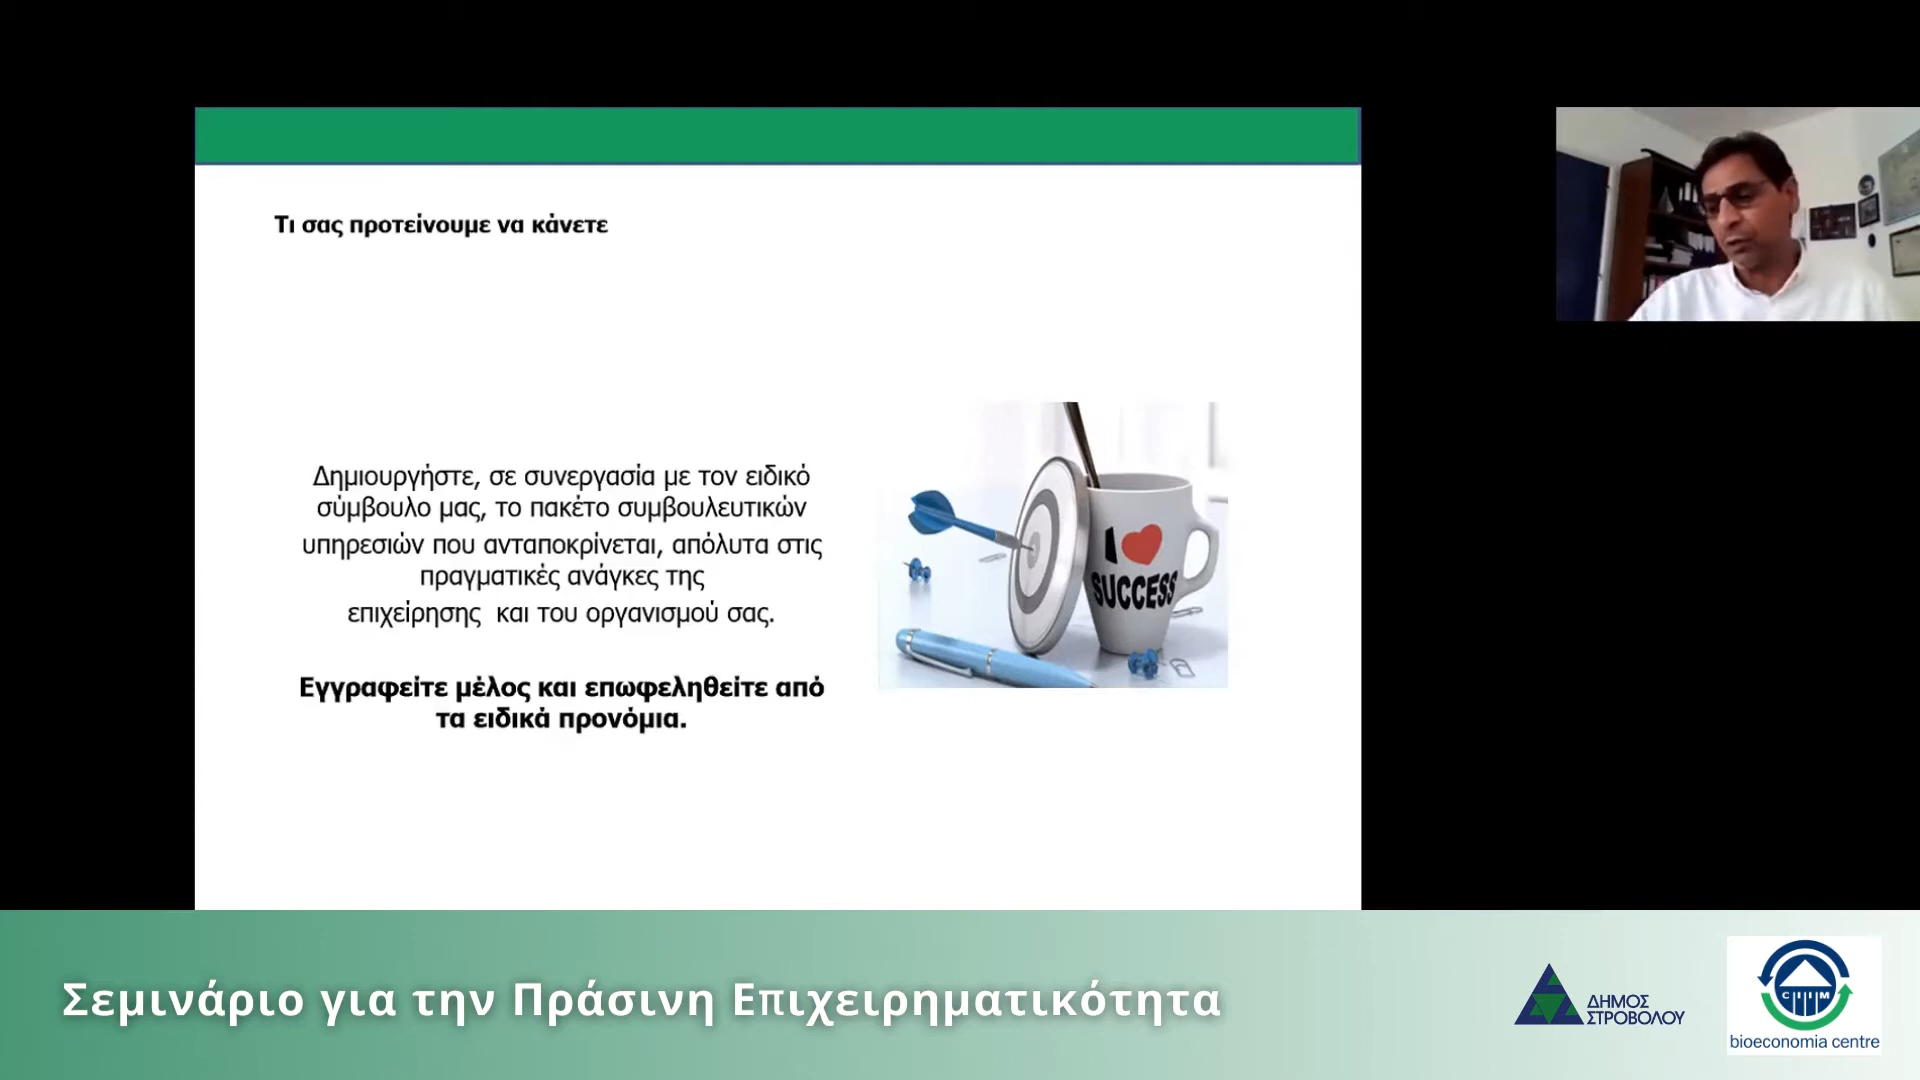 Τι σας προτείνουμε να κάνετε
Δημιουργήστε, σε συνεργασία με τον ειδικό
σύμβουλο μας, το πακέτο συμβουλευτικών
υπηρεσιών που ανταποκρίνεται, απόλυτα στις
πραγματικές ανάγκες της
επιχείρησης και του οργανισμού σας.
Εγγραφείτε μέλος και επωφεληθείτε από
τα ειδικά προνόμια.
I
SUCCESS
Σεμινάριο για την Πράσινη Επιχειρηματικότητα
ΔΗΜΟΣ
ΣΤΡΟΒΟΛΟΥ
CIIM
bioeconomia centre